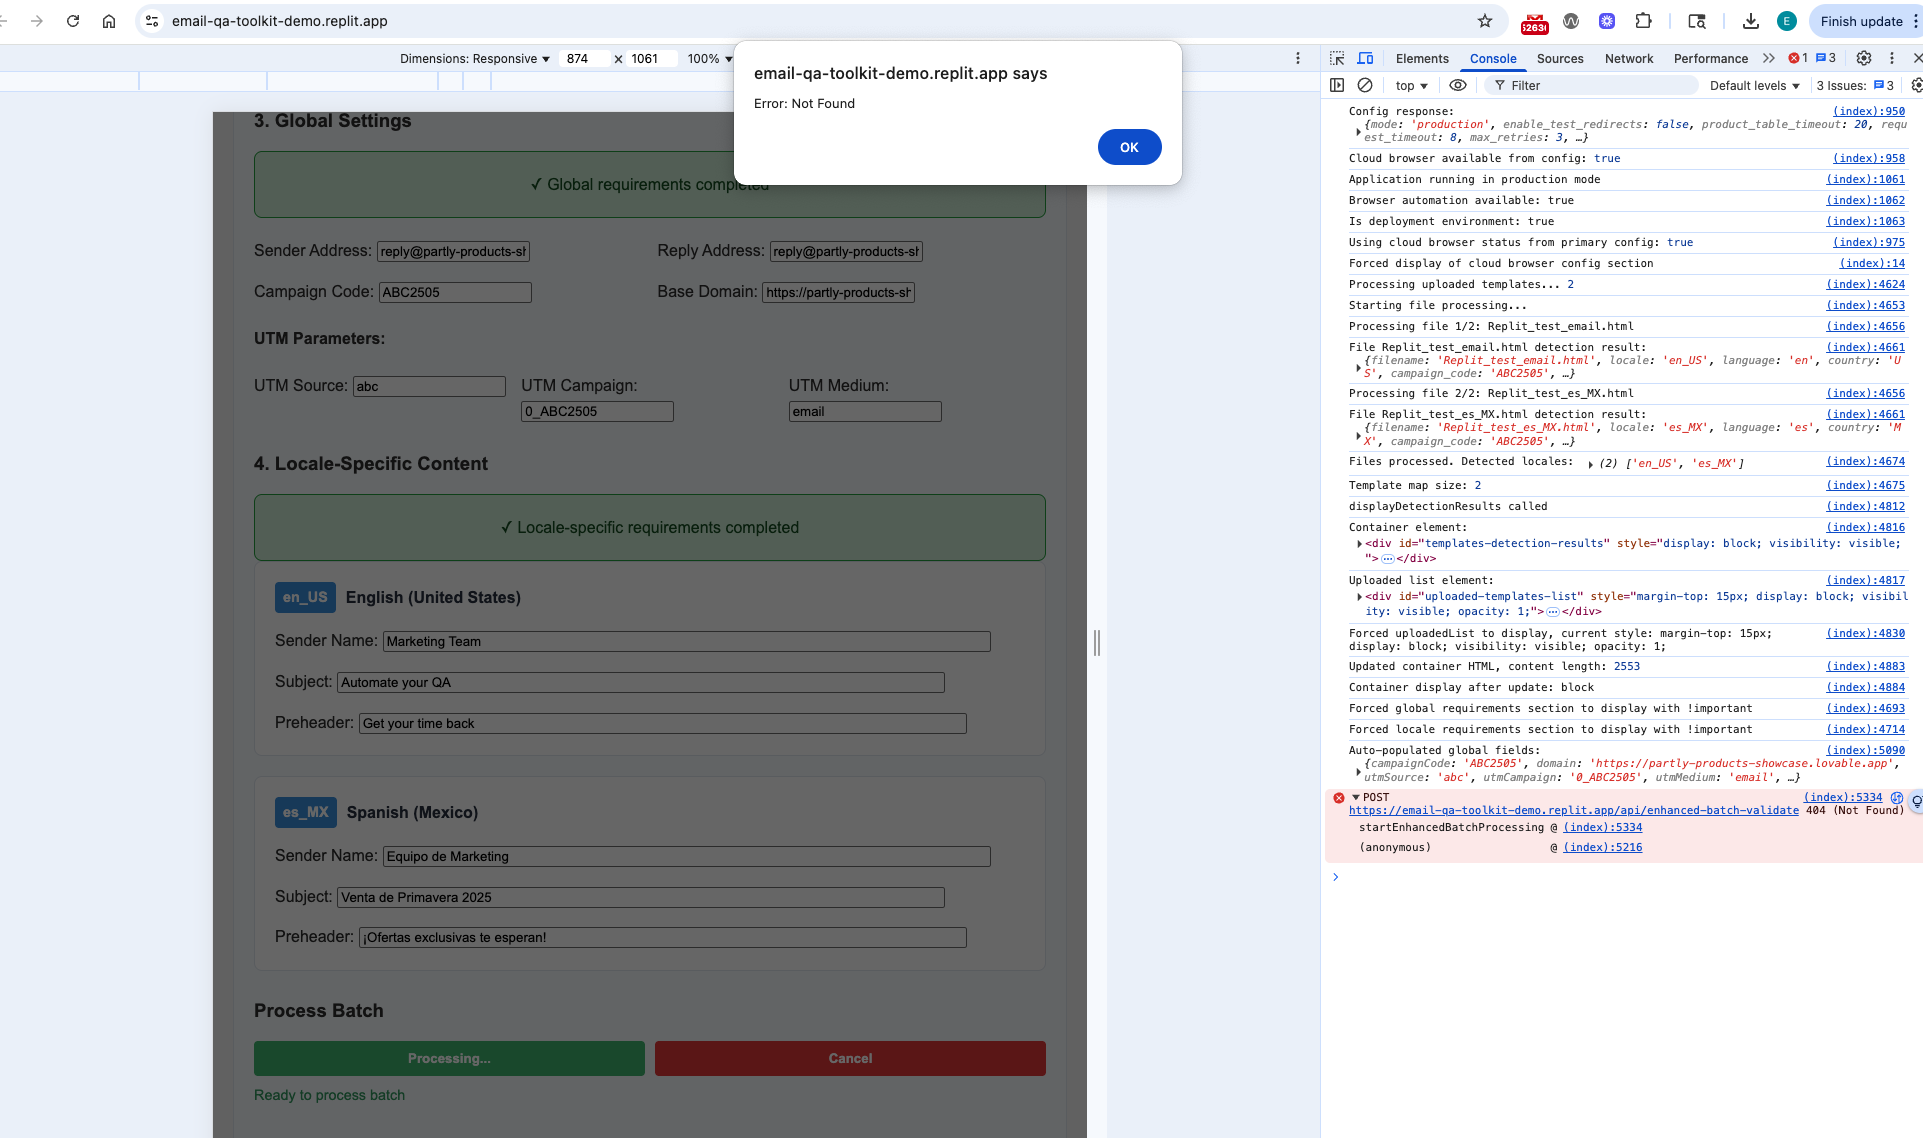 email-qa-toolkit-demo.replit.app
E
Finish update
Dimensions: Responsive 874 x 1061 100%
Elements Console Sources Network Performance 1 3
top Filter Default levels 3 Issues: 3
email-qa-toolkit-demo.replit.app says
Error: Not Found
OK
3. Global Settings
✓ Global requirements completed
Sender Address: reply@partly-products-sh
Reply Address: reply@partly-products-sh
Campaign Code: ABC2505
Base Domain: https://partly-products-sh
UTM Parameters:
UTM Source: abc
UTM Campaign: 0_ABC2505
UTM Medium: email
4. Locale-Specific Content
✓ Locale-specific requirements completed
en_US English (United States)
Sender Name: Marketing Team
Subject: Automate your QA
Preheader: Get your time back
es_MX Spanish (Mexico)
Sender Name: Equipo de Marketing
Subject: Venta de Primavera 2025
Preheader: ¡Ofertas exclusivas te esperan!
Process Batch
Processing...
Cancel
Ready to process batch
Config response: (index):950
{mode: 'production', enable_test_redirects: false, product_table_timeout: 20, requ
est_timeout: 8, max_retries: 3, …}
Cloud browser available from config: true (index):958
Application running in production mode (index):1061
Browser automation available: true (index):1062
Is deployment environment: true (index):1063
Using cloud browser status from primary config: true (index):975
Forced display of cloud browser config section (index):14
Processing uploaded templates... 2 (index):4624
Starting file processing... (index):4653
Processing file 1/2: Replit_test_email.html (index):4656
File Replit_test_email.html detection result: (index):4661
{filename: 'Replit_test_email.html', locale: 'en_US', language: 'en', country: 'U
S', campaign_code: 'ABC2505', …}
Processing file 2/2: Replit_test_es_MX.html (index):4656
File Replit_test_es_MX.html detection result: (index):4661
{filename: 'Replit_test_es_MX.html', locale: 'es_MX', language: 'es', country: 'M
X', campaign_code: 'ABC2505', …}
Files processed. Detected locales: (2) ['en_US', 'es_MX'] (index):4674
Template map size: 2 (index):4675
displayDetectionResults called (index):4812
Container element: (index):4816
<div id="templates-detection-results" style="display: block; visibility: visible;
">…</div>
Uploaded list element: (index):4817
<div id="uploaded-templates-list" style="margin-top: 15px; display: block; visibil
ity: visible; opacity: 1;">…</div>
Forced uploadedList to display, current style: margin-top: 15px; (index):4830
display: block; visibility: visible; opacity: 1;
Updated container HTML, content length: 2553 (index):4883
Container display after update: block (index):4884
Forced global requirements section to display with !important (index):4693
Forced locale requirements section to display with !important (index):4714
Auto-populated global fields: (index):5090
{campaignCode: 'ABC2505', domain: 'https://partly-products-showcase.lovable.app',
utmSource: 'abc', utmCampaign: '0_ABC2505', utmMedium: 'email', …}
POST (index):5334
https://email-qa-toolkit-demo.replit.app/api/enhanced-batch-validate 404 (Not Found)
startEnhancedBatchProcessing @ (index):5334
(anonymous) @ (index):5216